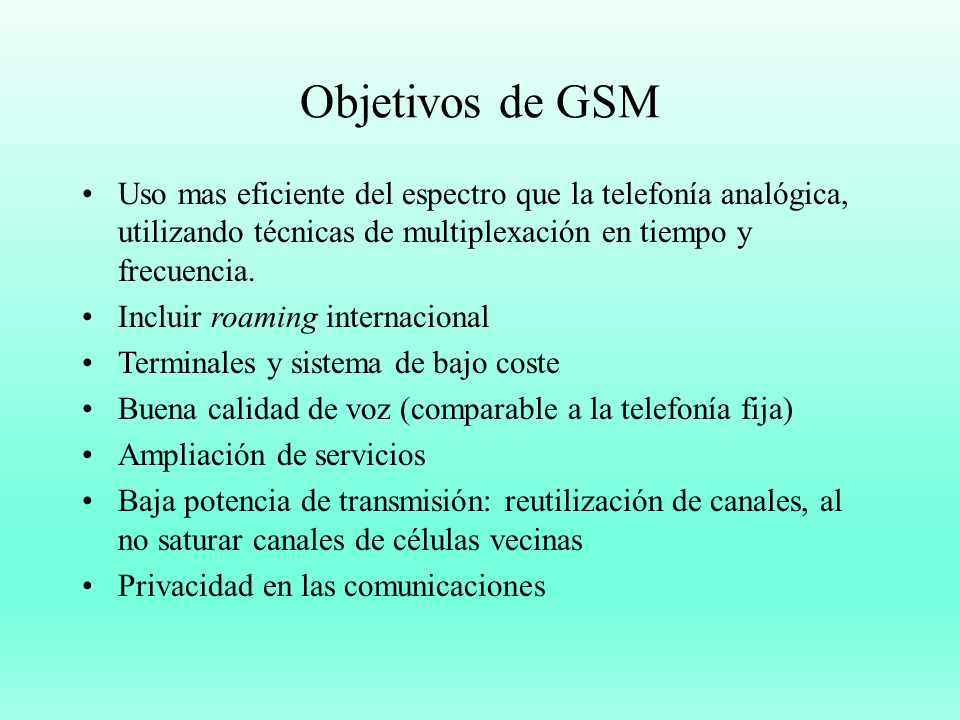 Objetivos de GSM
• Uso mas eficiente del espectro que la telefonía analógica,
utilizando técnicas de multiplexación en tiempo y
frecuencia.
• Incluir roaming internacional
• Terminales y sistema de bajo coste
• Buena calidad de voz (comparable a la telefonía fija)
• Ampliación de servicios
• Baja potencia de transmisión: reutilización de canales, al
no saturar canales de células vecinas
• Privacidad en las comunicaciones